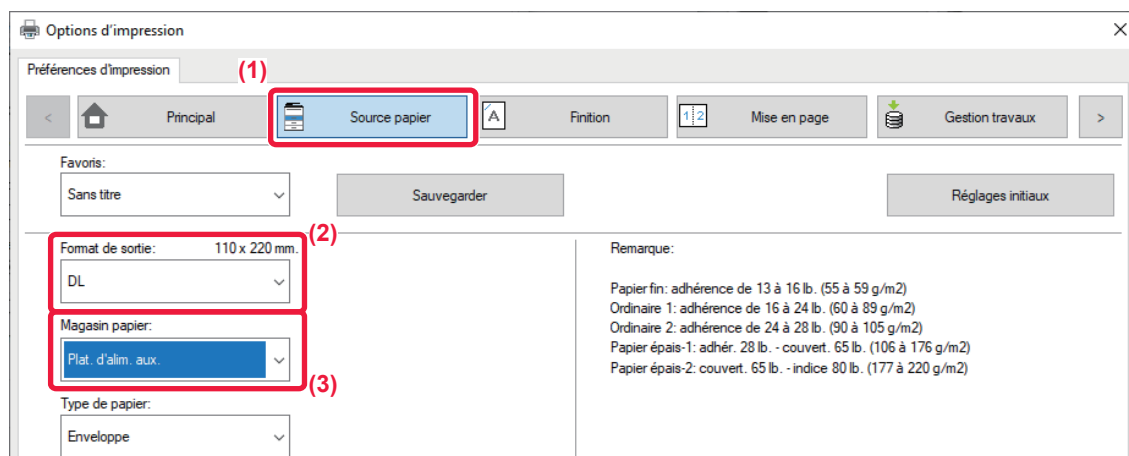 Options d'impression
Préférences d'impression
(1)
< Principal Source papier A Finition 1 2 Mise en page Gestion travaux >
Favoris:
Sans titre Sauvegarder Réglages initiaux
(2)
Format de sortie: 110 x 220 mm.
DL
Magasin papier:
Plat. d'alim. aux.
(3)
Type de papier:
Enveloppe
Remarque:
Papier fin: adhérence de 13 à 16 lb. (55 à 59 g/m2)
Ordinaire 1: adhérence de 16 à 24 lb. (60 à 89 g/m2)
Ordinaire 2: adhérence de 24 à 28 lb. (90 à 105 g/m2)
Papier épais-1: adhér. 28 lb. - couvert. 65 lb. (106 à 176 g/m2)
Papier épais-2: couvert. 65 lb. - indice 80 lb. (177 à 220 g/m2)